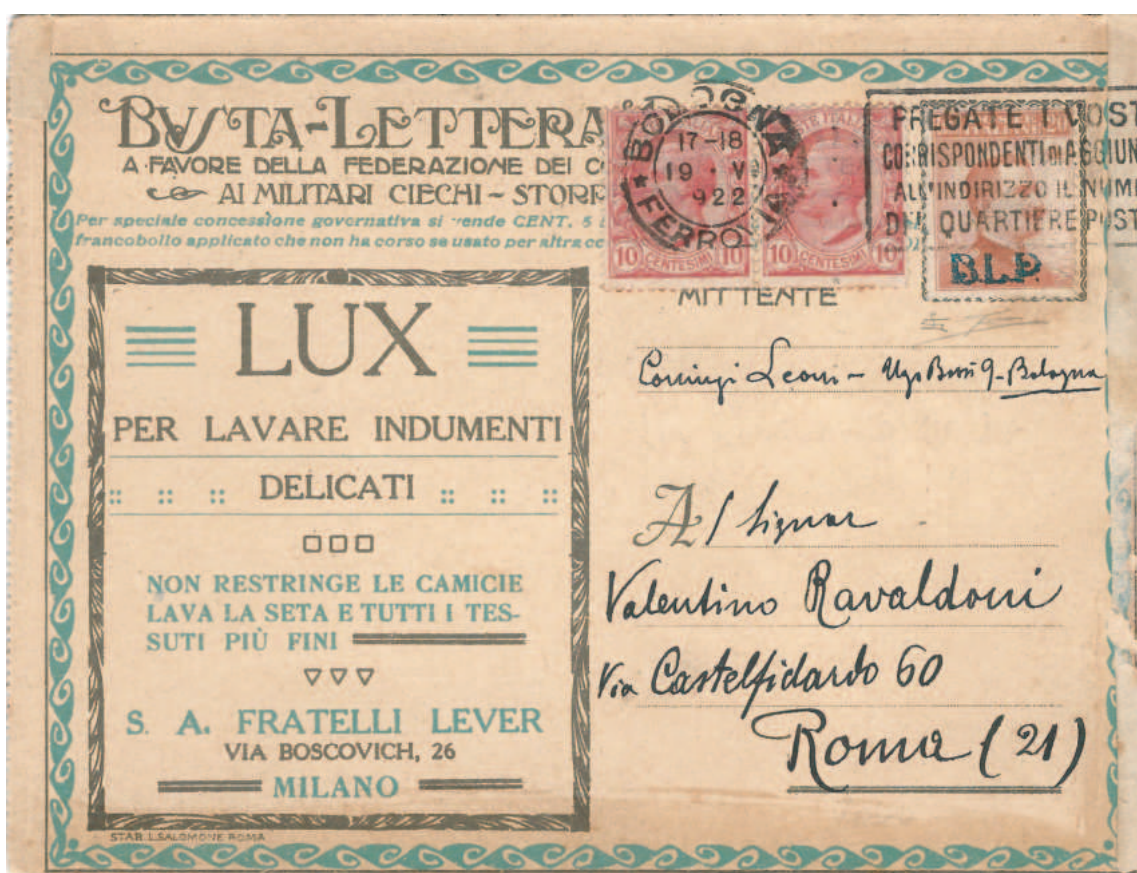 BUSTA-LETTERA
A FAVORE DELLA FEDERAZIONE DEI
AI MILITARI CIECHI - STORP
Per speciale concessione governativa si vende CENT. 5
francobollo applicato che non ha corso se usato per altra
10 CENTESIMI 10
10 CENTESIMI 10
BOLOGNA
17-18
19 · V
922
FERROVIA
PREGATE I VOST
CORRISPONDENTI DI AGGIUN
ALL'INDIRIZZO IL NUM
DEL QUARTIERE POST
B.L.P.
MITTENTE
Leoni - Ugo Bassi 9 - Bologna
LUX
PER LAVARE INDUMENTI
DELICATI
NON RESTRINGE LE CAMICIE
LAVA LA SETA E TUTTI I TES-
SUTI PIÙ FINI
S. A. FRATELLI LEVER
VIA BOSCOVICH, 26
MILANO
STAB. L. SALOMONE ROMA
A/ Signor
Valentino Ravaldoni
Via Castelfidardo 60
Roma (21)